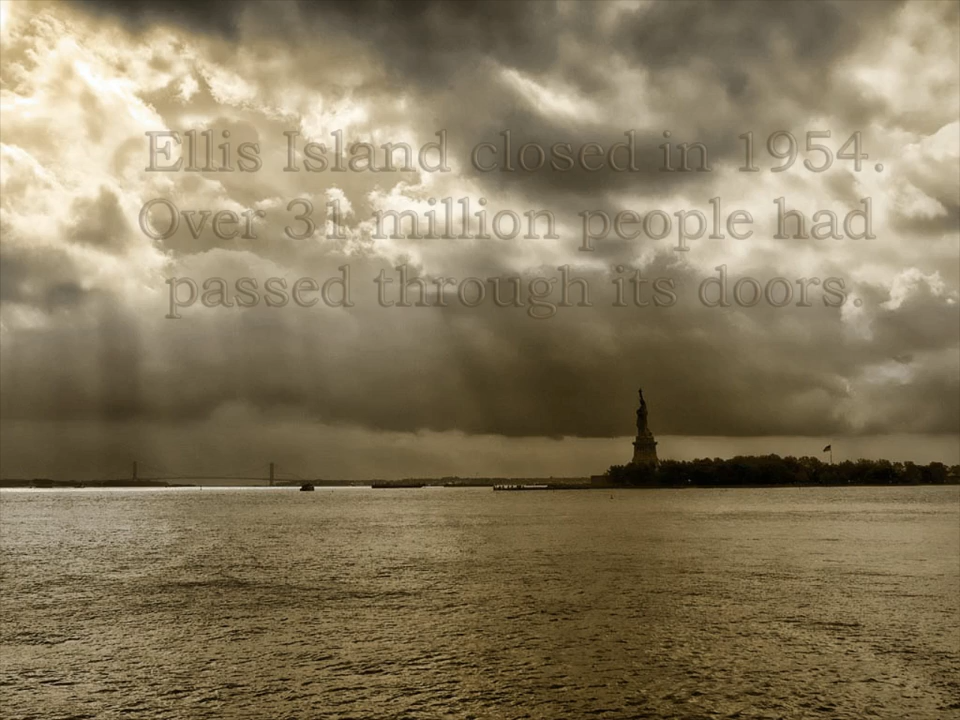 Ellis Island closed in 1954.
Over 31 million people had
passed through its doors.